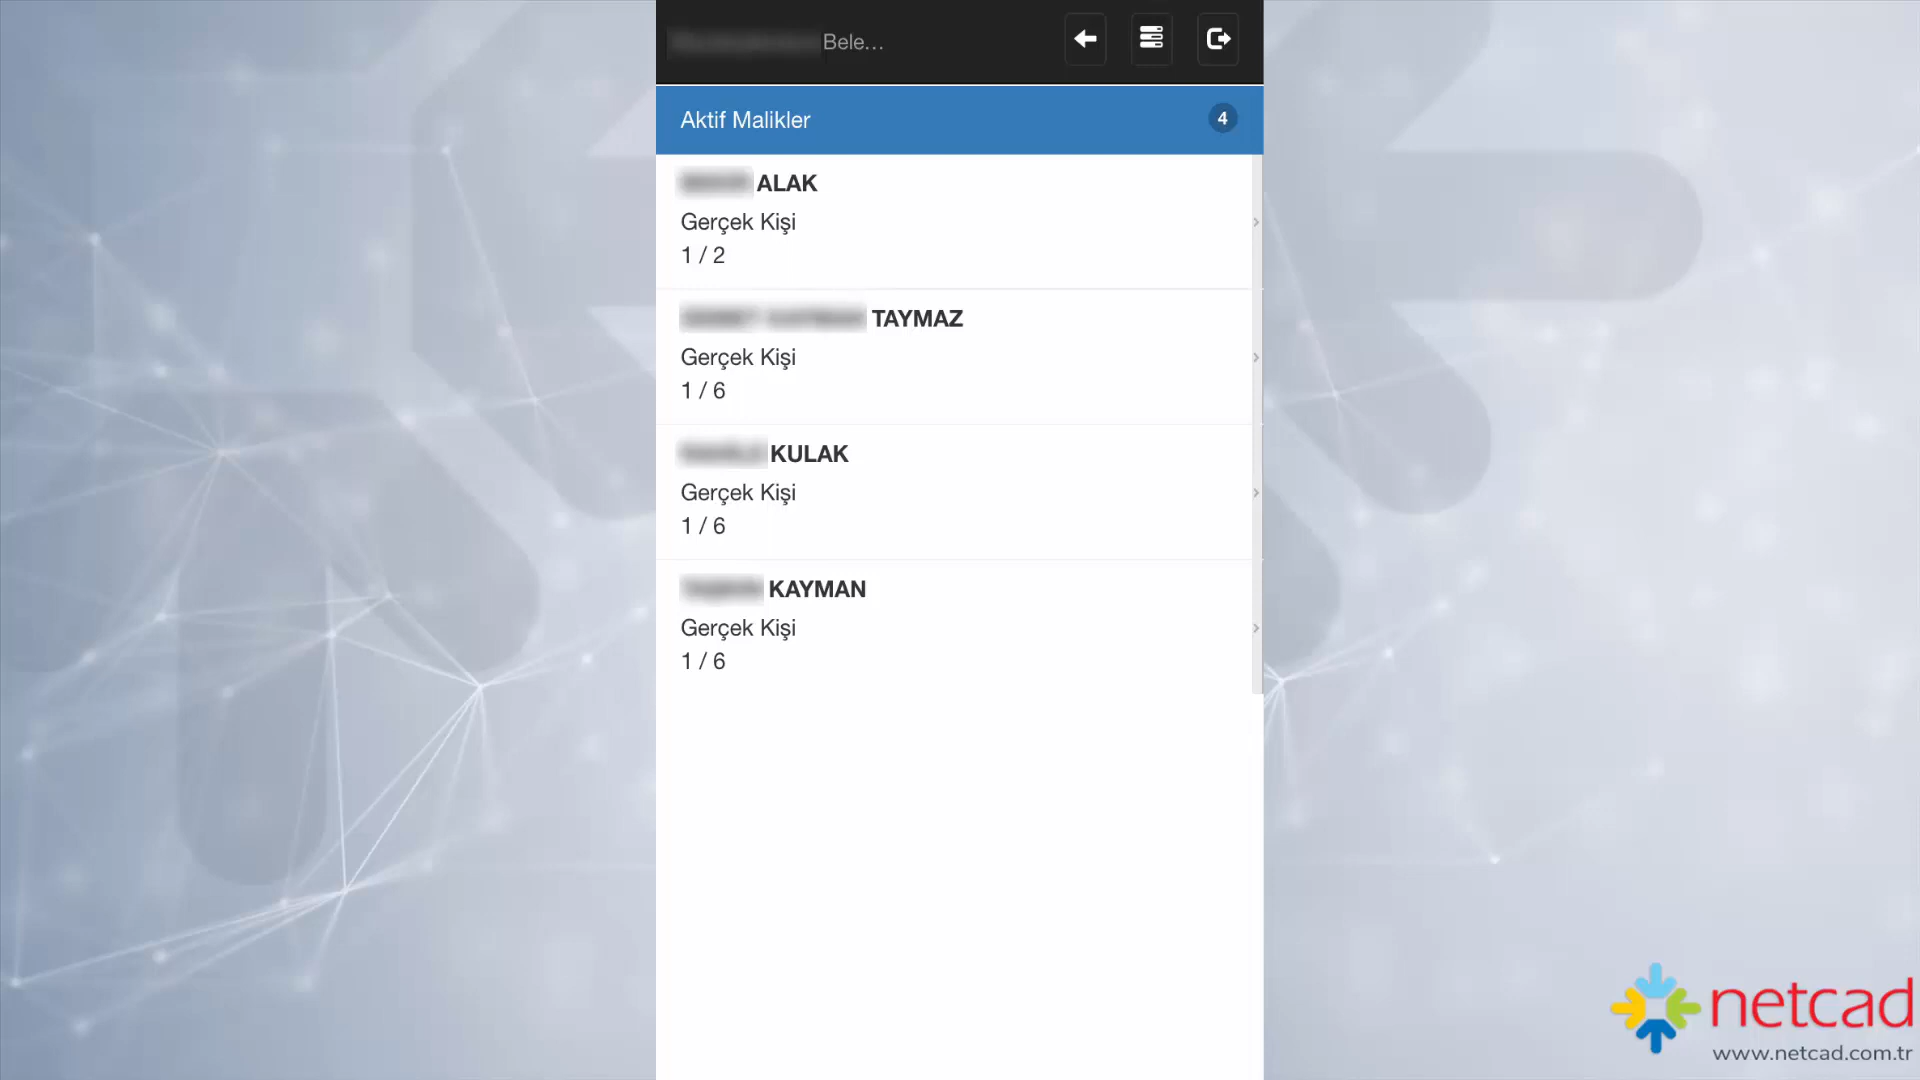 Bele...
Aktif Malikler
4
ALAK
Gerçek Kişi
1 / 2
TAYMAZ
Gerçek Kişi
1 / 6
KULAK
Gerçek Kişi
1 / 6
KAYMAN
Gerçek Kişi
1 / 6
netcad
www.netcad.com.tr